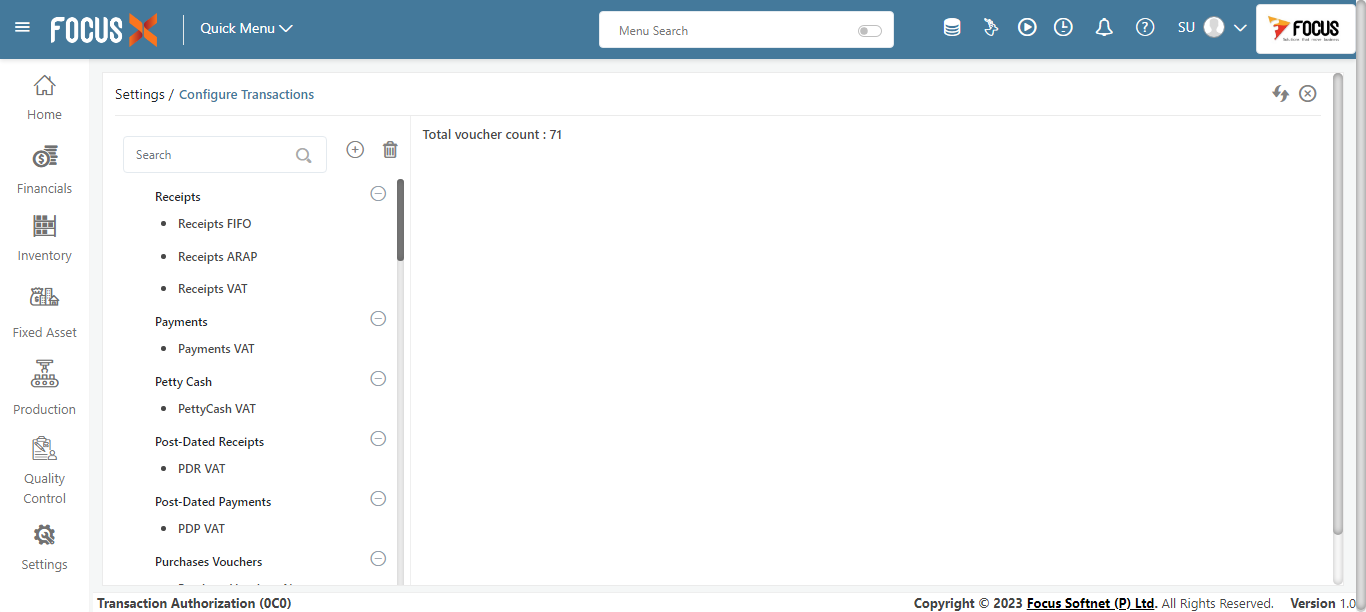 FOCUS X
Quick Menu
Menu Search
SU
FOCUS
Home
Financials
Inventory
Fixed Asset
Production
Quality
Control
Settings
Settings / Configure Transactions
Search
Receipts
Receipts FIFO
Receipts ARAP
Receipts VAT
Payments
Payments VAT
Petty Cash
PettyCash VAT
Post-Dated Receipts
PDR VAT
Post-Dated Payments
PDP VAT
Purchases Vouchers
Total voucher count : 71
Transaction Authorization (0C0)
Copyright © 2023 Focus Softnet (P) Ltd. All Rights Reserved.
Version 1.0